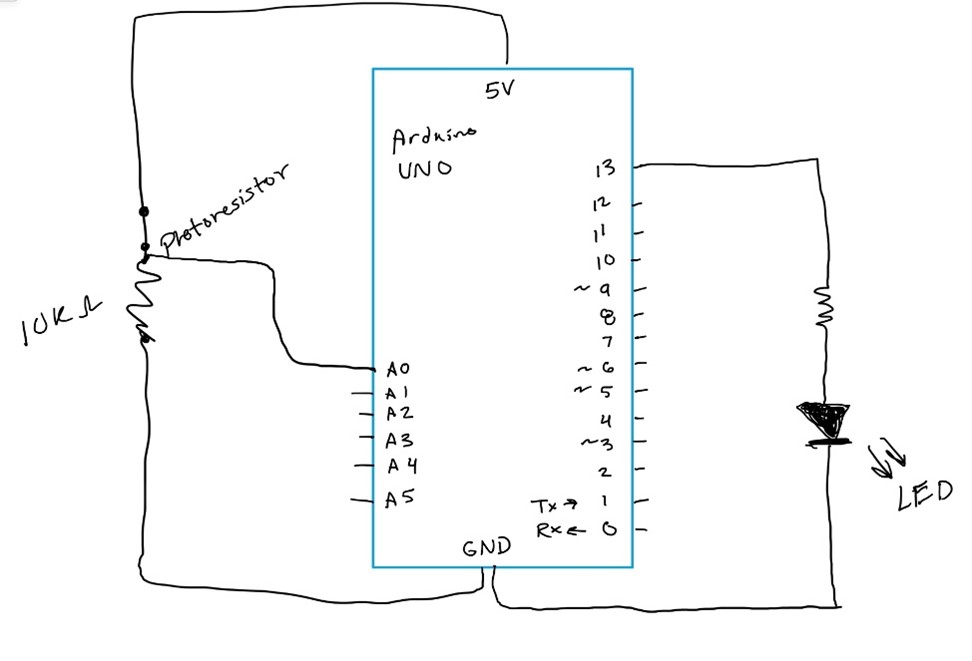 5V
Arduino
UNO
13
12
11
10
~ 9
8
7
~ 6
~ 5
4
~3
2
Tx → 1
Rx ← 0
Photoresistor
10KΩ
A0
A1
A2
A3
A4
A5
GND
LED